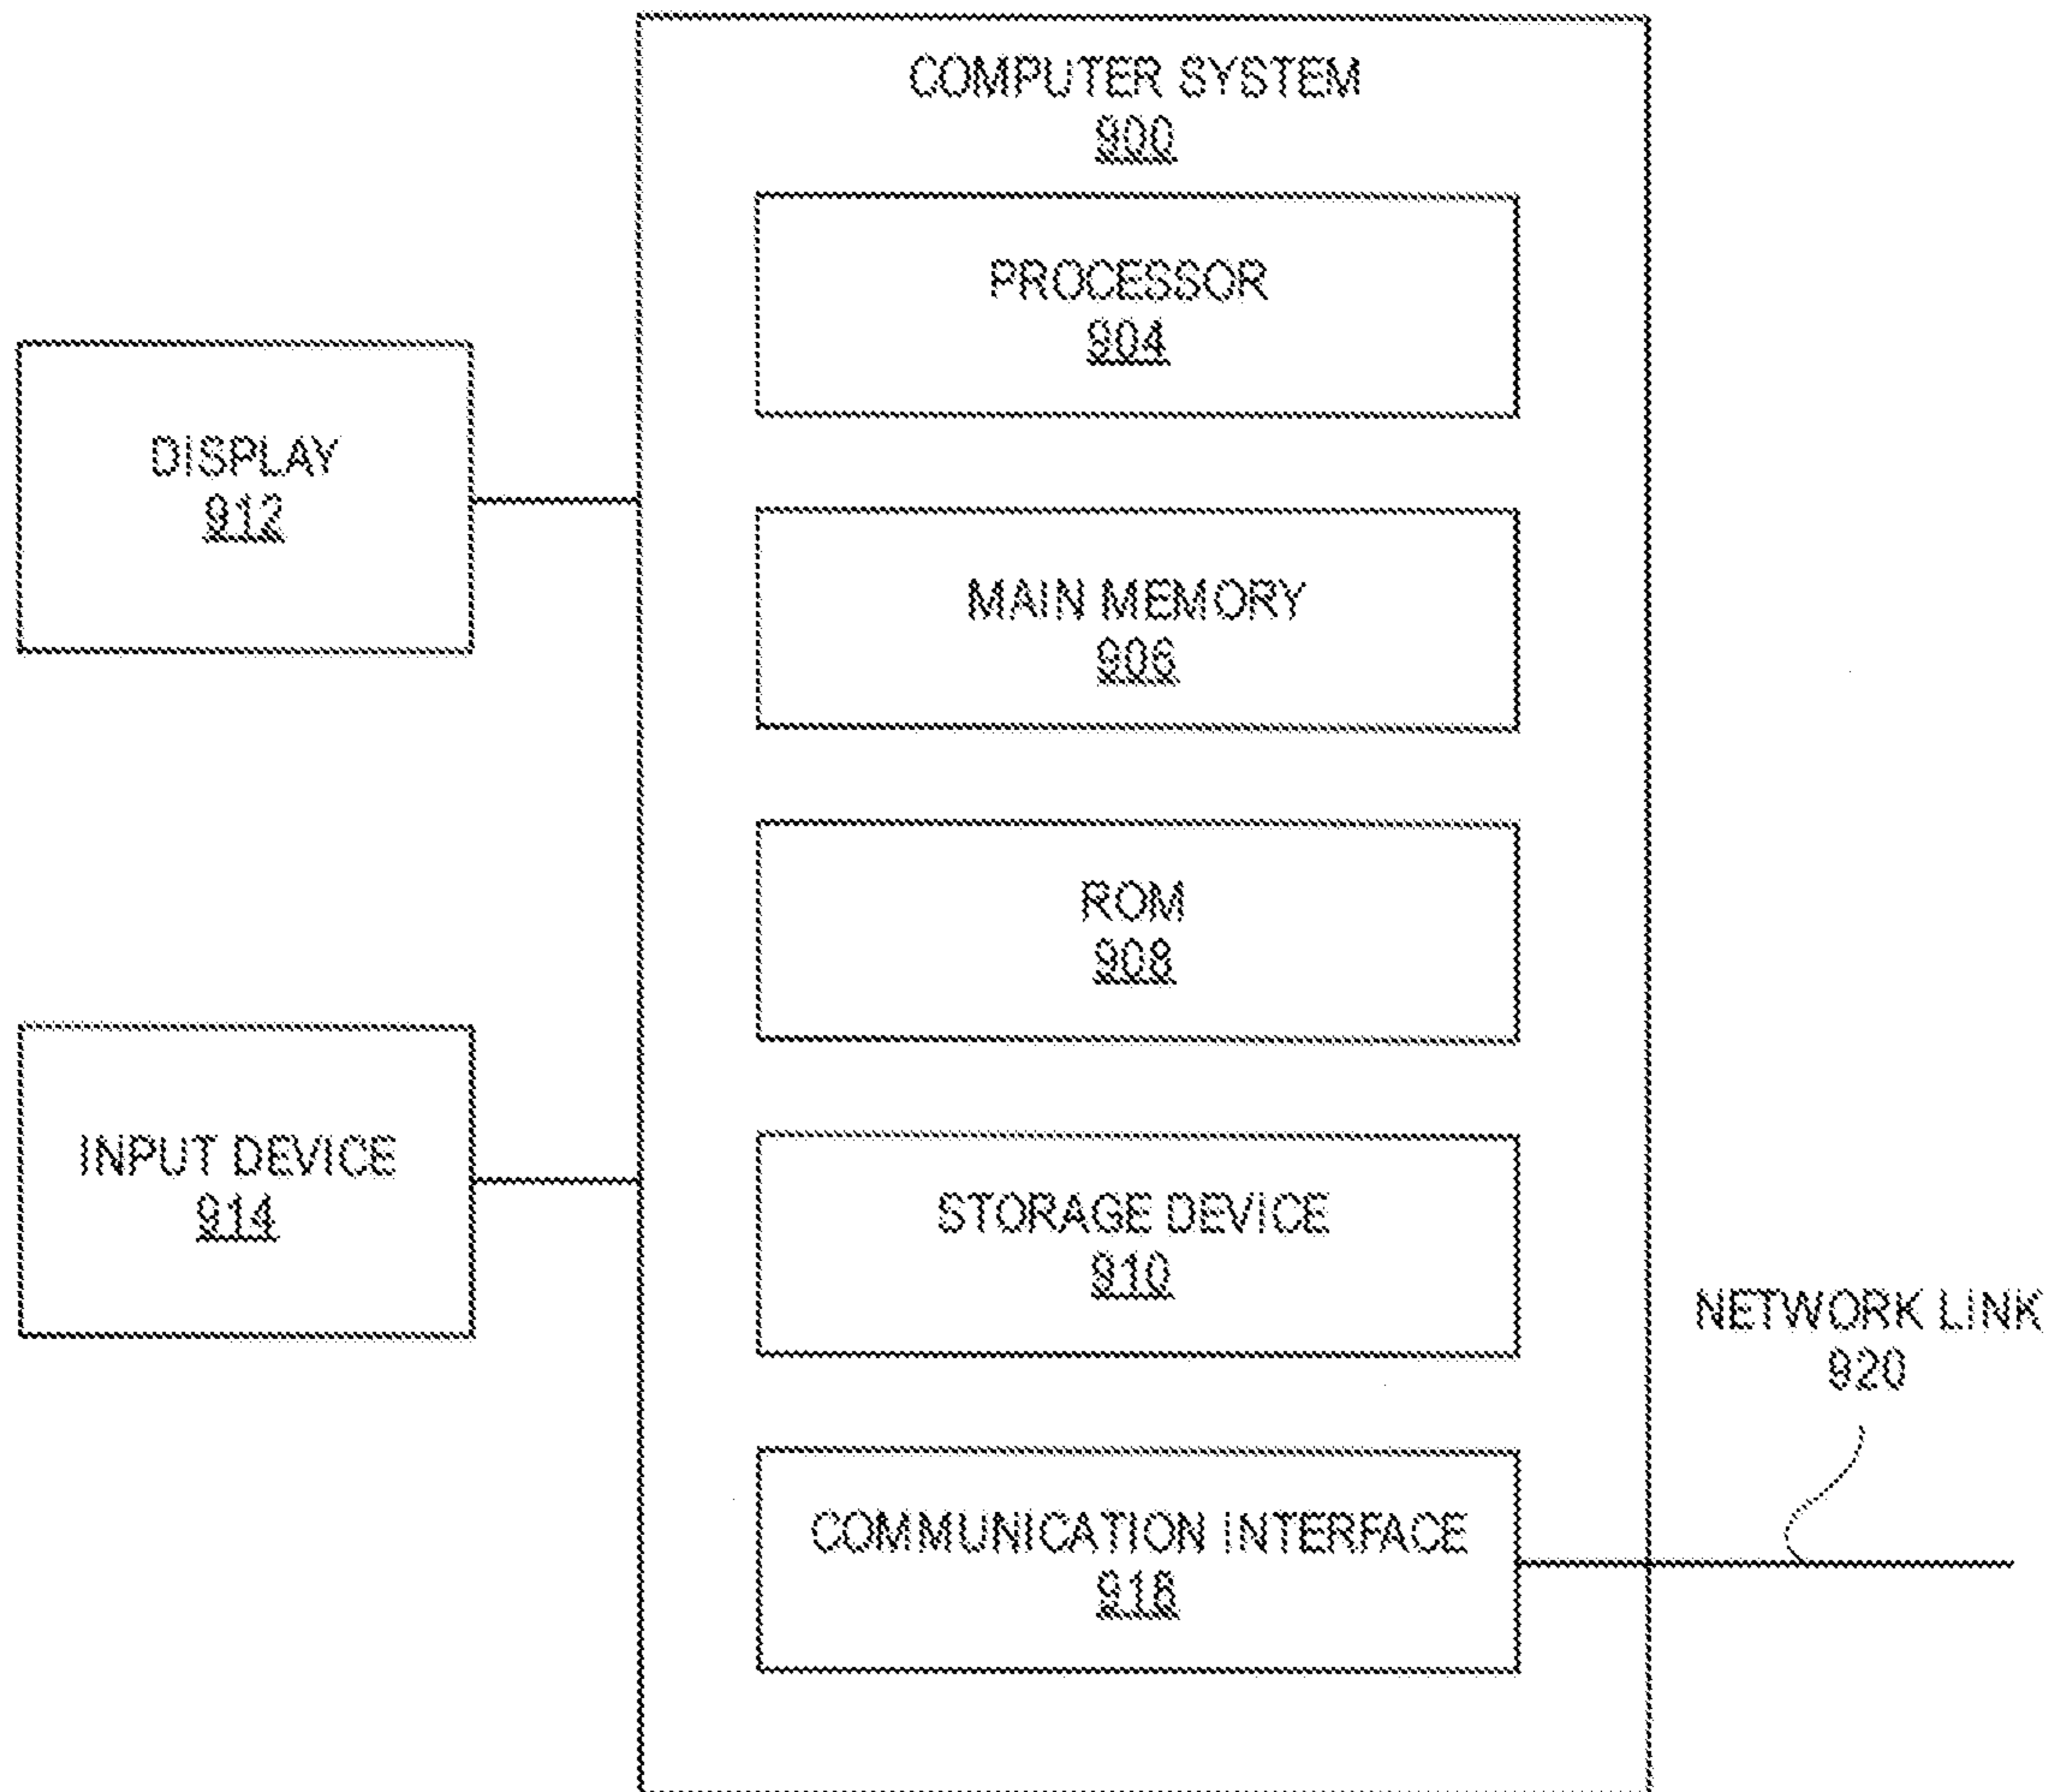 COMPUTER SYSTEM
900
PROCESSOR
904
DISPLAY
912
MAIN MEMORY
906
ROM
908
INPUT DEVICE
914
STORAGE DEVICE
910
NETWORK LINK
920
COMMUNICATION INTERFACE
918